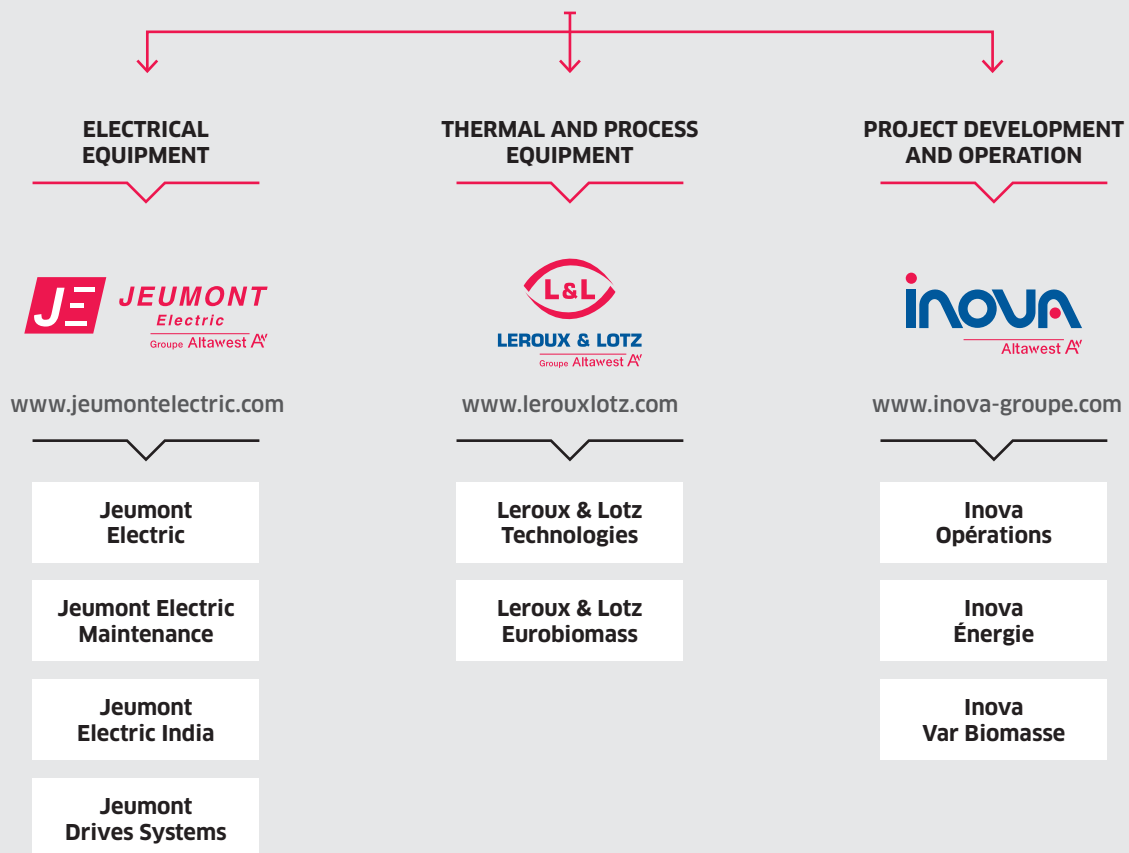 ELECTRICAL
EQUIPMENT
JE JEUMONT
Electric
Groupe Altawest
www.jeumontelectric.com
Jeumont
Electric
Jeumont Electric
Maintenance
Jeumont
Electric India
Jeumont
Drives Systems
THERMAL AND PROCESS
EQUIPMENT
L&L
LEROUX & LOTZ
Groupe Altawest
www.lerouxlotz.com
Leroux & Lotz
Technologies
Leroux & Lotz
Eurobiomass
PROJECT DEVELOPMENT
AND OPERATION
inova
Altawest
www.inova-groupe.com
Inova
Opérations
Inova
Énergie
Inova
Var Biomasse